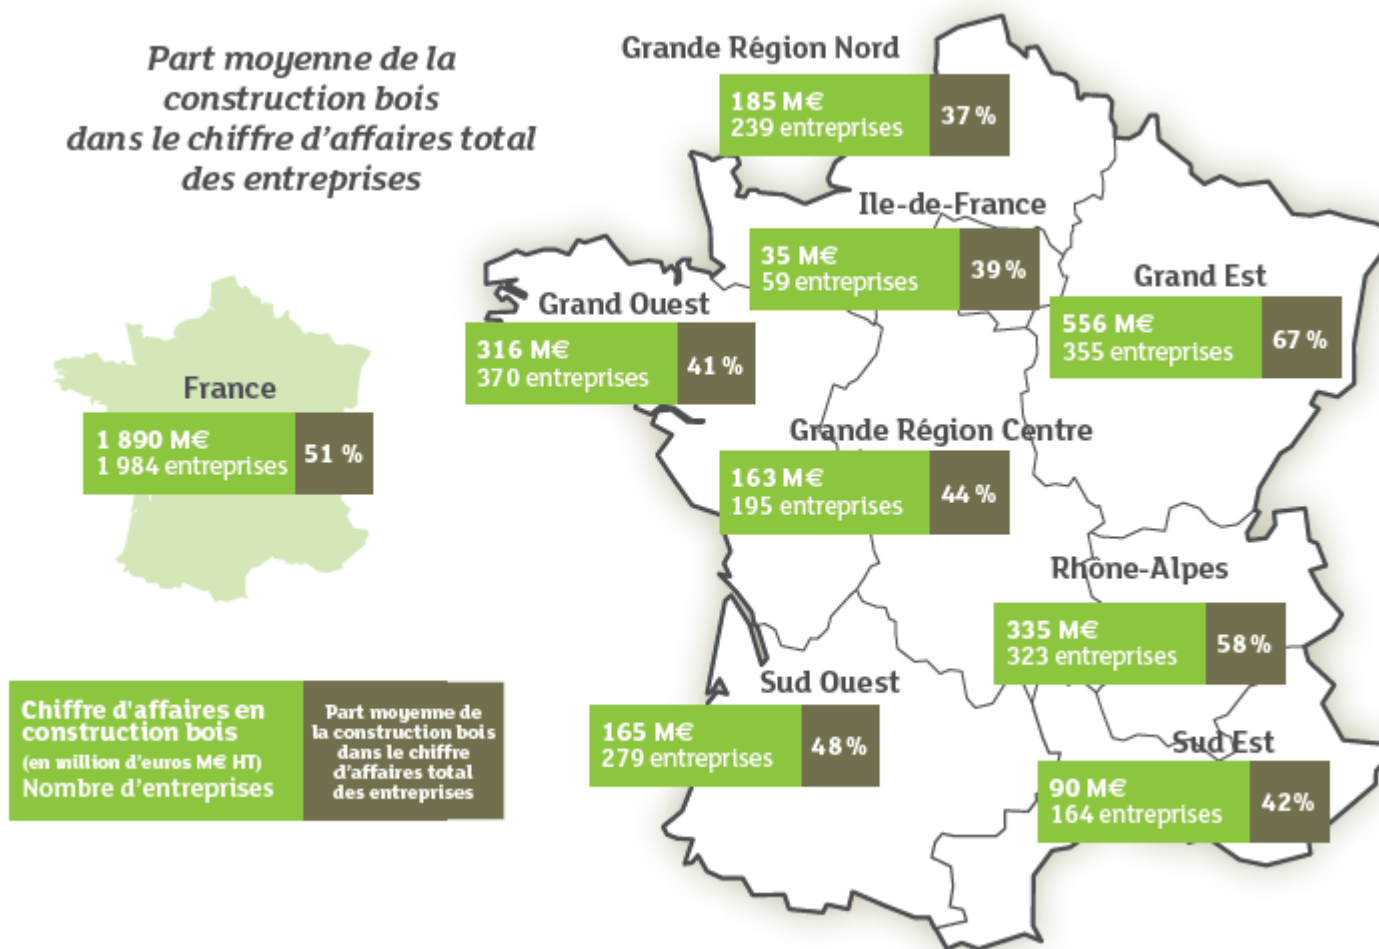 Part moyenne de la
construction bois
dans le chiffre d'affaires total
des entreprises
Grande Région Nord
185 M€
239 entreprises
37 %
Ile-de-France
35 M€
59 entreprises
39 %
Grand Est
556 M€
355 entreprises
67 %
Grand Ouest
316 M€
370 entreprises
41 %
France
1 890 M€
1 984 entreprises
51 %
Grande Région Centre
163 M€
195 entreprises
44 %
Rhône-Alpes
335 M€
323 entreprises
58 %
Sud Ouest
165 M€
279 entreprises
48 %
Sud Est
90 M€
164 entreprises
42%
Chiffre d'affaires en
construction bois
(en million d'euros M€ HT)
Nombre d'entreprises
Part moyenne de
la construction bois
dans le chiffre
d'affaires total
des entreprises